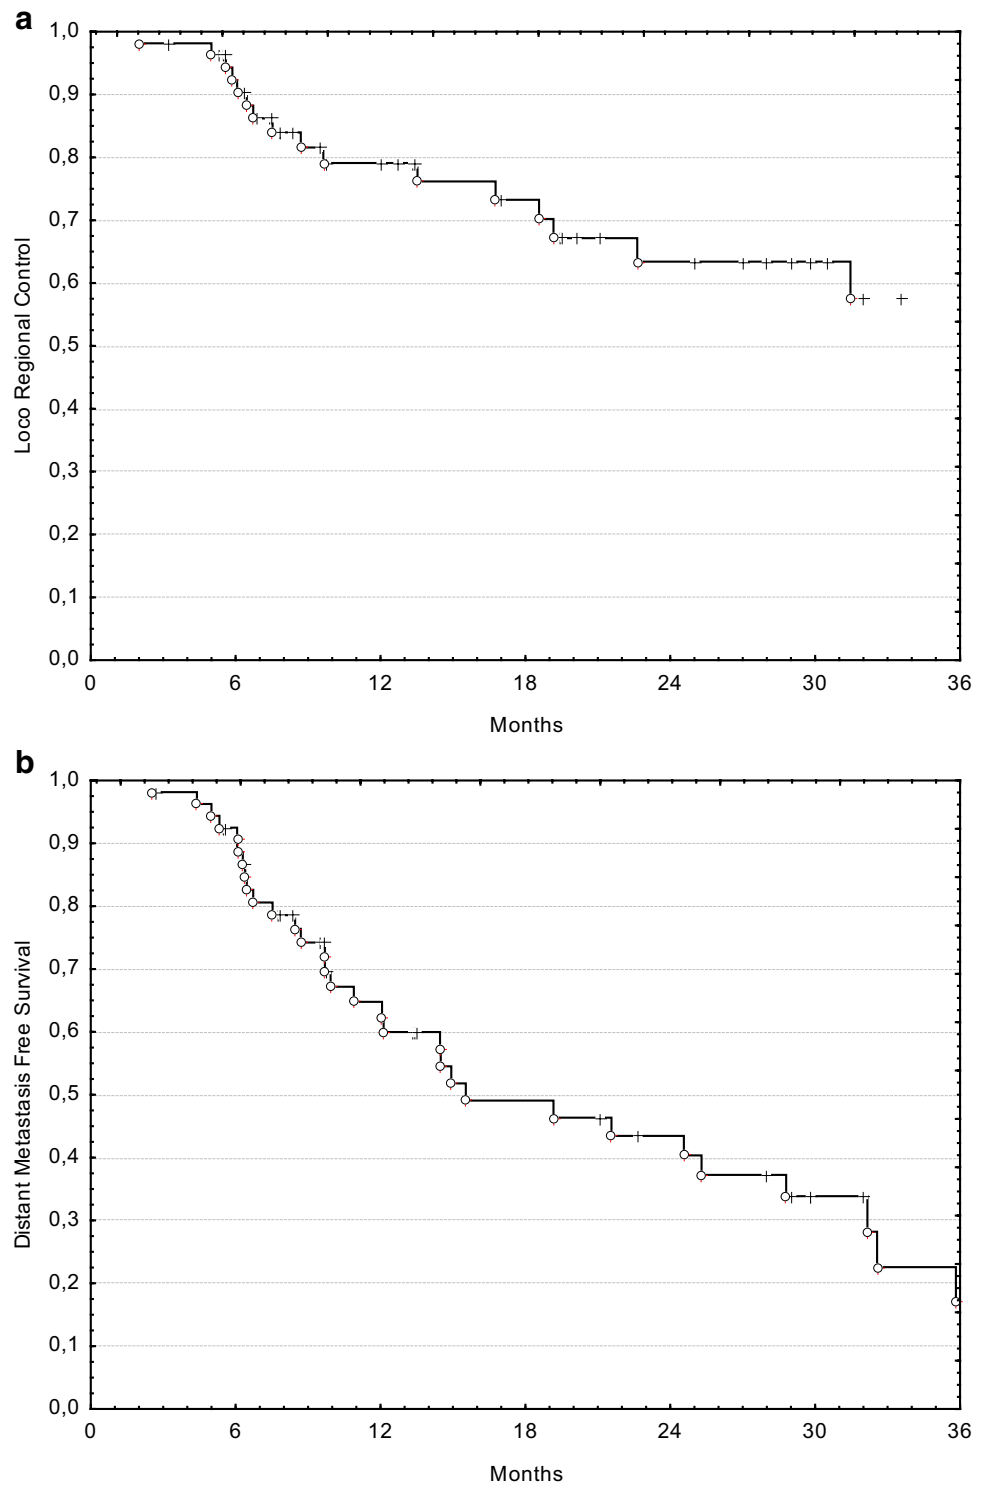 a
1,0
0,9
0,8
0,7
0,6
0,5
0,4
0,3
0,2
0,1
0,0
Loco Regional Control
0 6 12 18 24 30 36
Months
b
1,0
0,9
0,8
0,7
0,6
0,5
0,4
0,3
0,2
0,1
0,0
Distant Metastasis Free Survival
0 6 12 18 24 30 36
Months